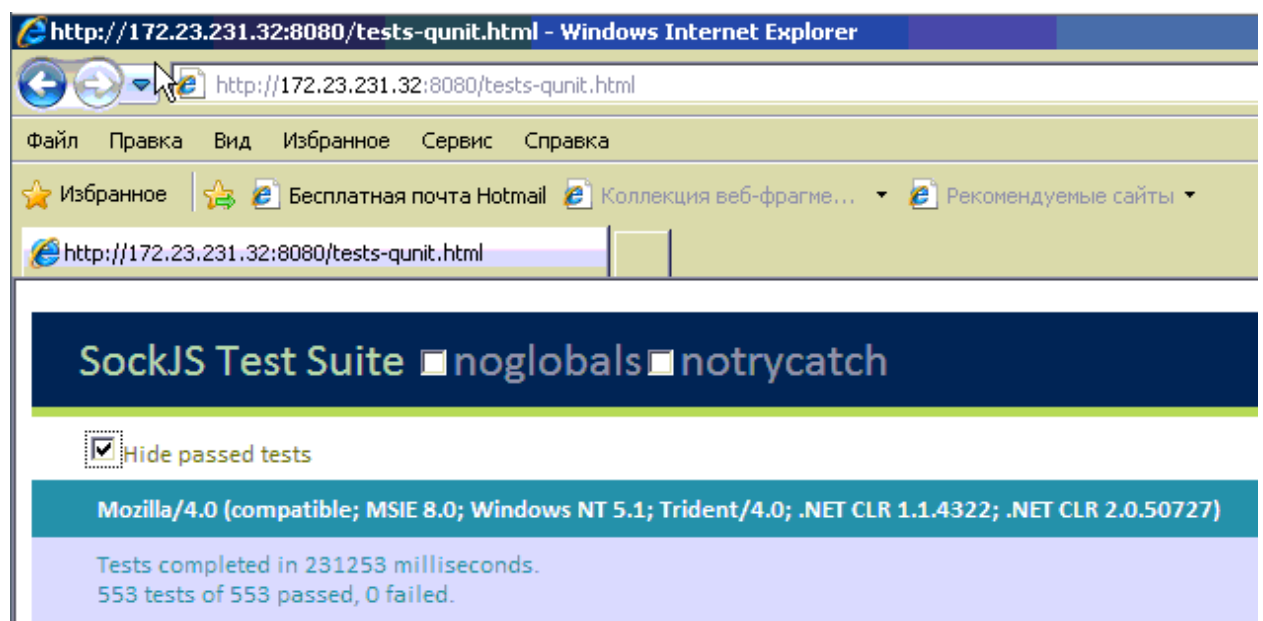 http://172.23.231.32:8080/tests-qunit.html - Windows Internet Explorer
http://172.23.231.32:8080/tests-qunit.html
Файл Правка Вид Избранное Сервис Справка
Избранное Бесплатная почта Hotmail Коллекция веб-фрагме... Рекомендуемые сайты
http://172.23.231.32:8080/tests-qunit.html
SockJS Test Suite noglobals notrycatch
Hide passed tests
Mozilla/4.0 (compatible; MSIE 8.0; Windows NT 5.1; Trident/4.0; .NET CLR 1.1.4322; .NET CLR 2.0.50727)
Tests completed in 231253 milliseconds.
553 tests of 553 passed, 0 failed.